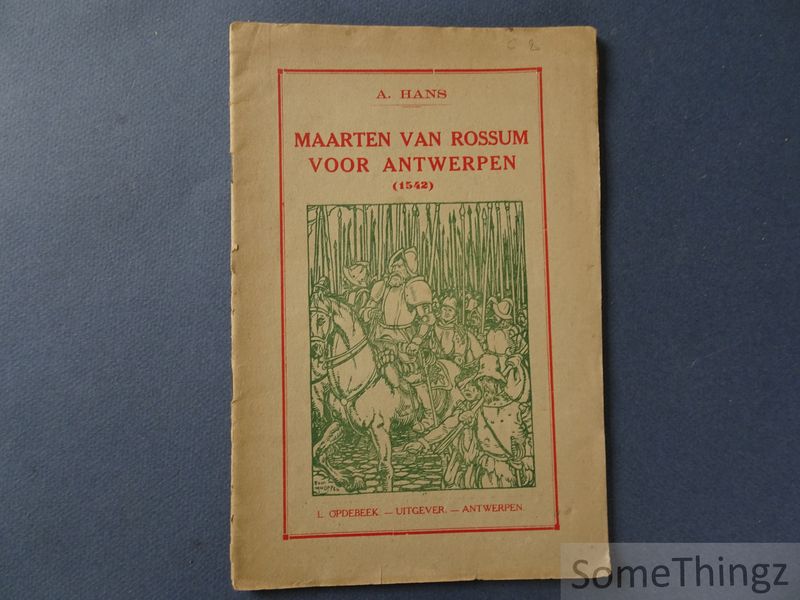 A. HANS
MAARTEN VAN ROSSUM
VOOR ANTWERPEN
(1542)
L. OPDEBEEK. — UITGEVER. — ANTWERPEN.
SomeThingz